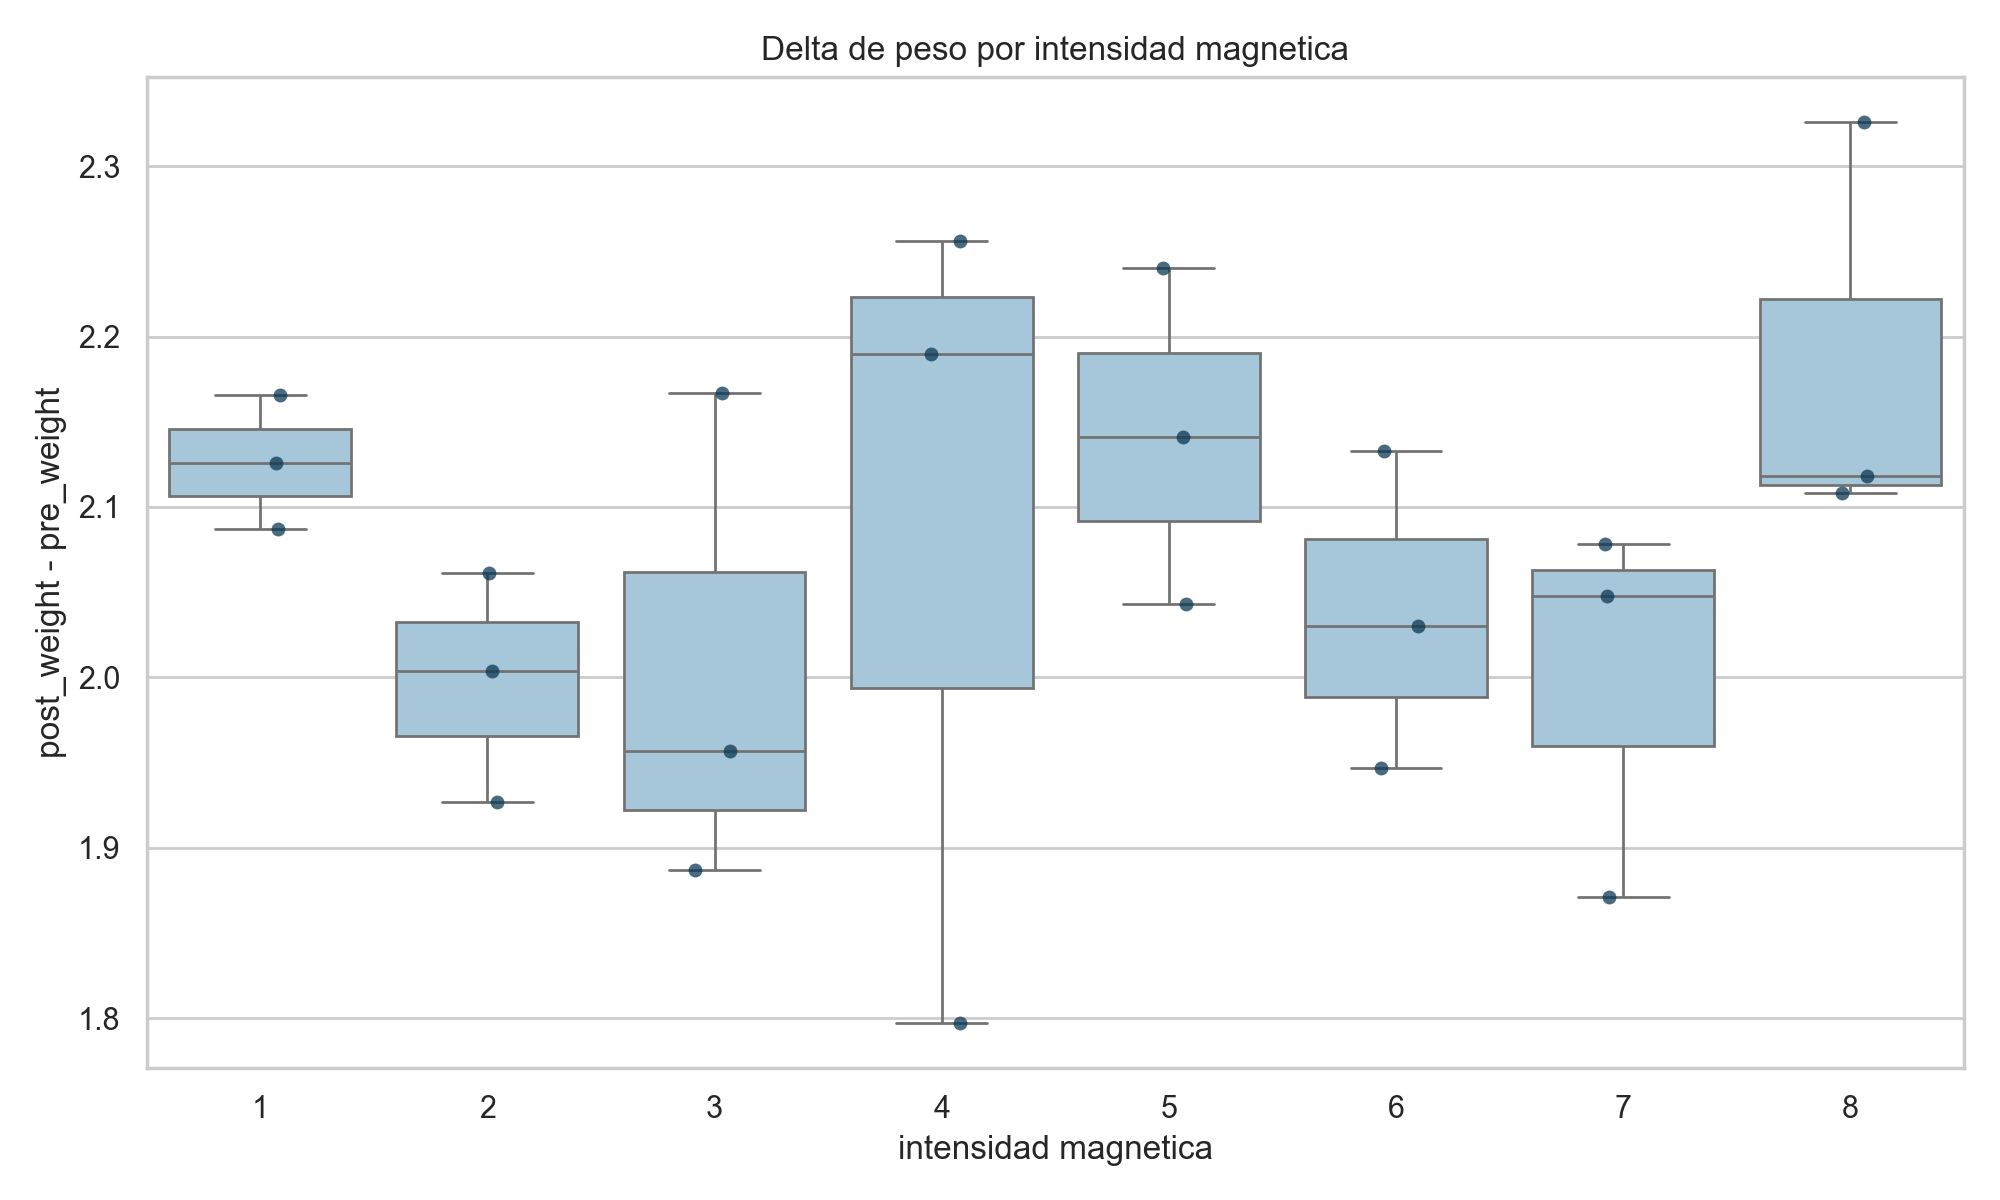 Delta de peso por intensidad magnetica
post_weight - pre_weight
2.3
2.2
2.1
2.0
1.9
1.8
1 2 3 4 5 6 7 8
intensidad magnetica